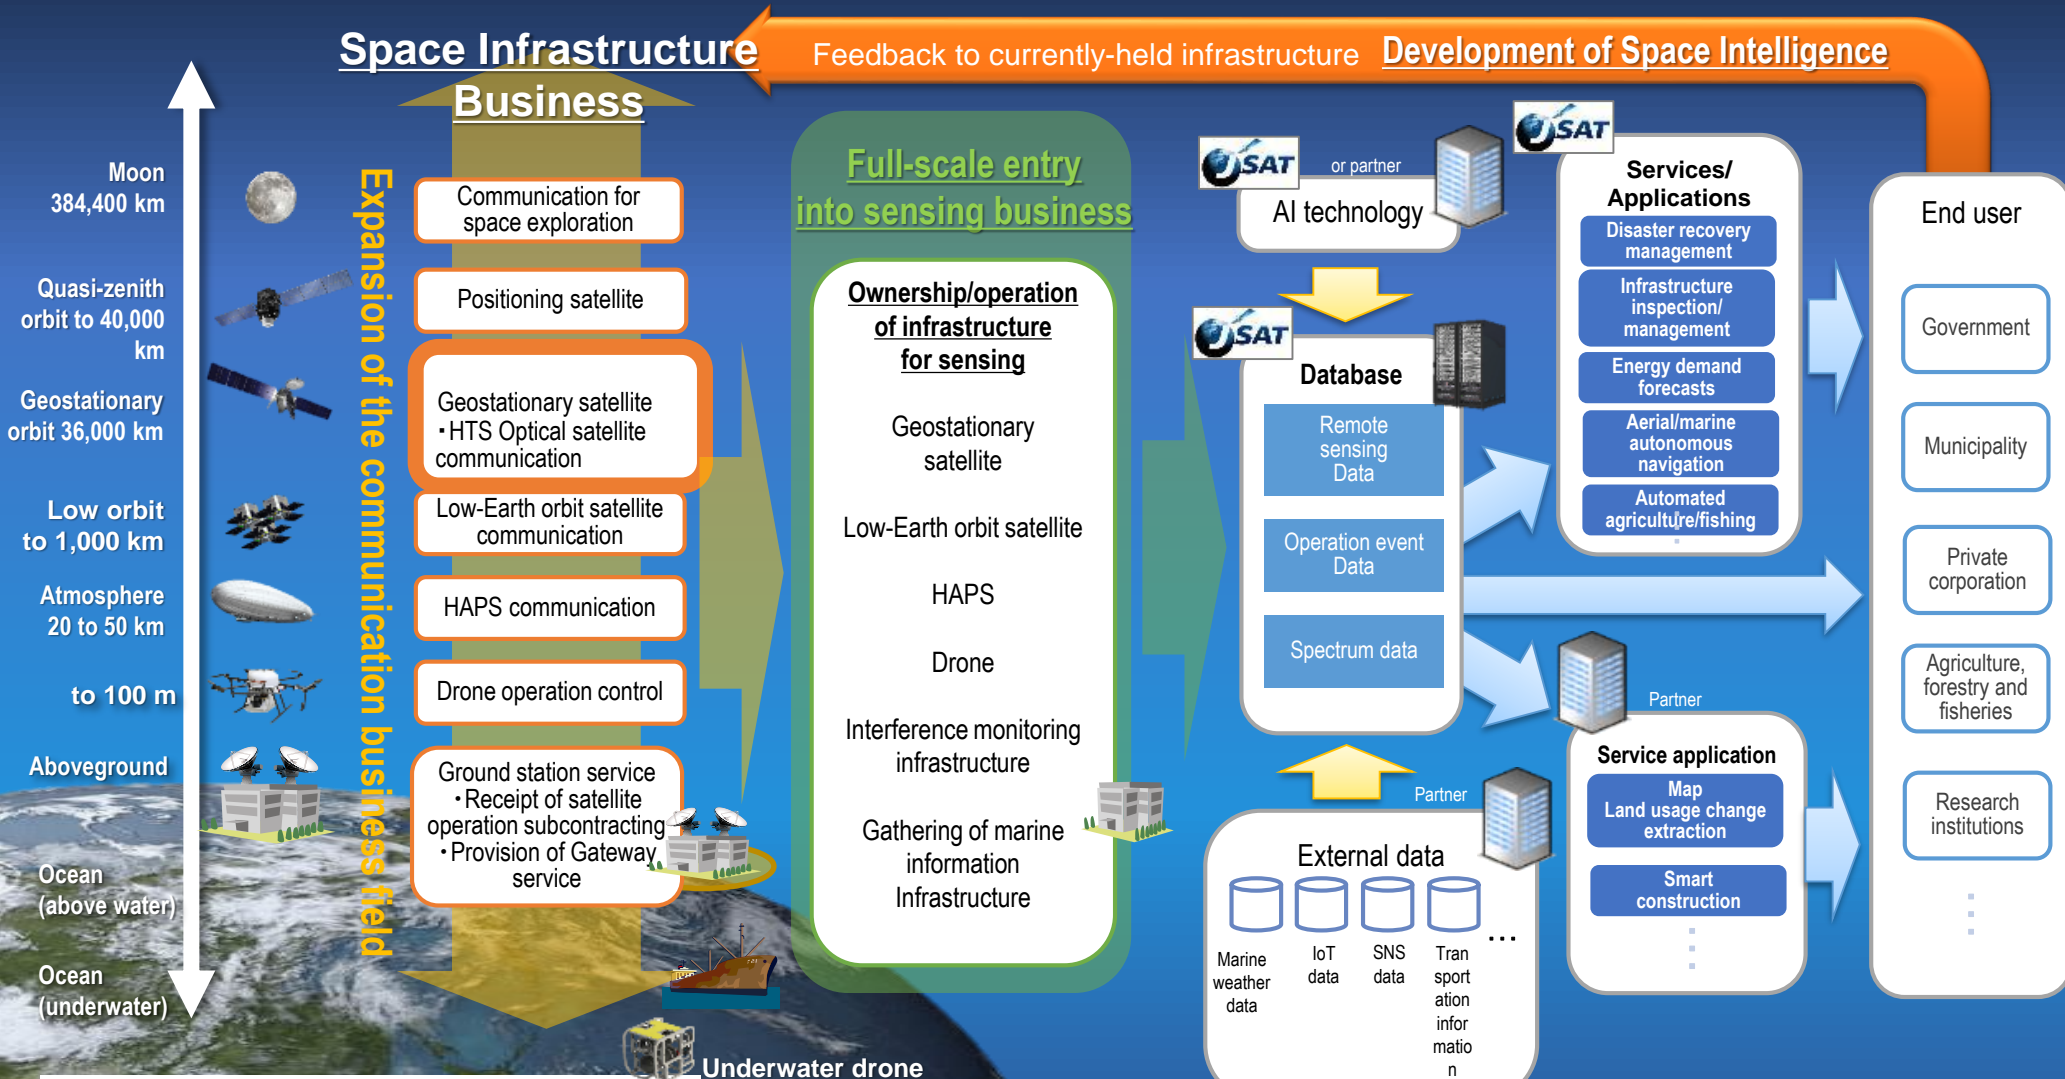 Space Infrastructure
Business
Feedback to currently-held infrastructure
Development of Space Intelligence
Moon
384,400 km
Quasi-zenith
orbit to 40,000
km
Geostationary
orbit 36,000 km
Low orbit
to 1,000 km
Atmosphere
20 to 50 km
to 100 m
Aboveground
Ocean
(above water)
Ocean
(underwater)
Expansion of the communication business field
Communication for
space exploration
Positioning satellite
Geostationary satellite
・HTS Optical satellite
communication
Low-Earth orbit satellite
communication
HAPS communication
Drone operation control
Ground station service
・Receipt of satellite
operation subcontracting
・Provision of Gateway
service
Underwater drone
Full-scale entry
into sensing business
Ownership/operation
of infrastructure
for sensing
Geostationary
satellite
Low-Earth orbit satellite
HAPS
Drone
Interference monitoring
infrastructure
Gathering of marine
information
Infrastructure
JSAT
or partner
AI technology
JSAT
Database
Remote
sensing
Data
Operation event
Data
Spectrum data
Partner
External data
Marine
weather
data
IoT
data
SNS
data
Tran
sport
ation
infor
matio
n
...
JSAT
Services/
Applications
Disaster recovery
management
Infrastructure
inspection/
management
Energy demand
forecasts
Aerial/marine
autonomous
navigation
Automated
agriculture/fishing
Partner
Service application
Map
Land usage change
extraction
Smart
construction
End user
Government
Municipality
Private
corporation
Agriculture,
forestry and
fisheries
Research
institutions